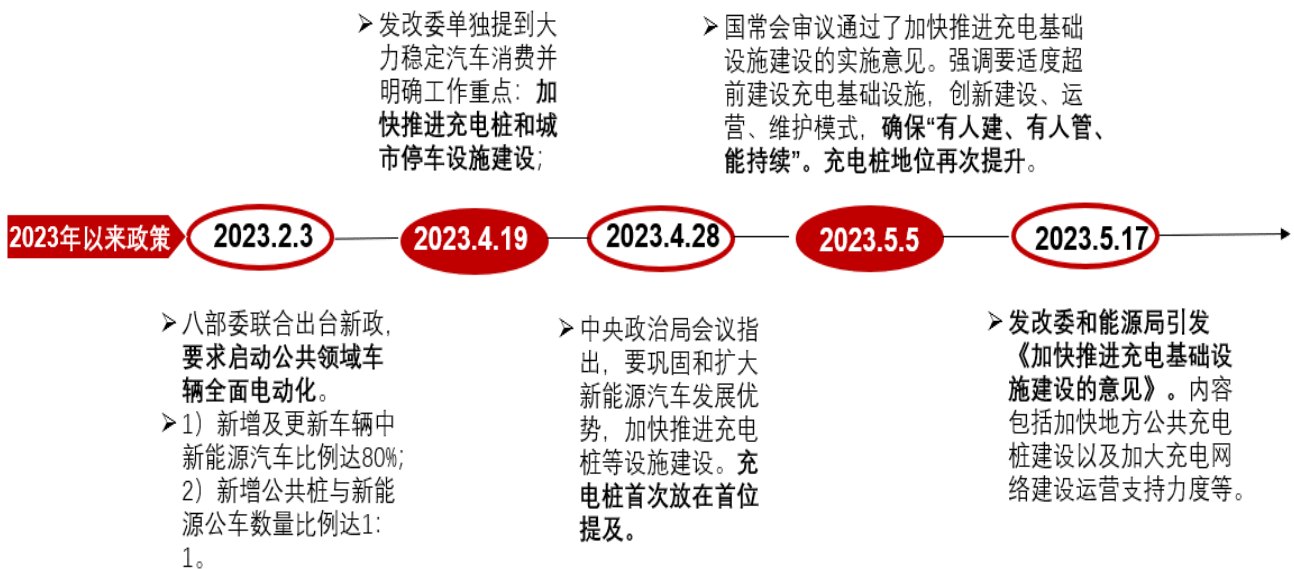 ➢发改委单独提到大
力稳定汽车消费并
明确工作重点：加
快推进充电桩和城
市停车设施建设；
➢国常会审议通过了加快推进充电基础
设施建设的实施意见。强调要适度超
前建设充电基础设施，创新建设、运
营、维护模式，确保“有人建、有人管、
能持续”。充电桩地位再次提升。
2023年以来政策
2023.2.3
2023.4.19
2023.4.28
2023.5.5
2023.5.17
➢八部委联合出台新政，
要求启动公共领域车
辆全面电动化。
➢1）新增及更新车辆中
新能源汽车比例达80%；
2）新增公共桩与新能
源公车数量比例达1：
1。
➢中央政治局会议指
出，要巩固和扩大
新能源汽车发展优
势，加快推进充电
桩等设施建设。充
电桩首次放在首位
提及。
➢发改委和能源局引发
《加快推进充电基础设
施建设的意见》。内容
包括加快地方公共充电
桩建设以及加大充电网
络建设运营支持力度等。